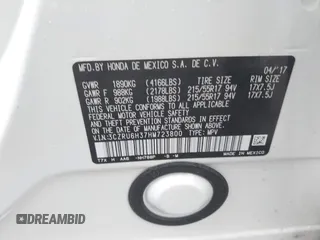 MFD.BY HONDA DE MEXICO S.A. DE C.V. 04/'17
GVWR 1890KG (4166LBS) TIRE SIZE RIM SIZE
GAWR F 988KG (2178LBS) 215/55R17 94V 17X7.5J
GAWR R 902KG (1988LBS) 215/55R17 94V 17X7.5J
THIS VEHICLE CONFORMS TO ALL APPLICABLE
FEDERAL MOTOR VEHICLE SAFETY AND THEFT
PREVENTION STANDARDS IN EFFECT ON THE
DATE OF MANUFACTURE SHOWN ABOVE.
V.I.N:3CZRU6H37HM723800 TYPE: MPV
T7X H AAB -B -M
MADE IN MEXICO